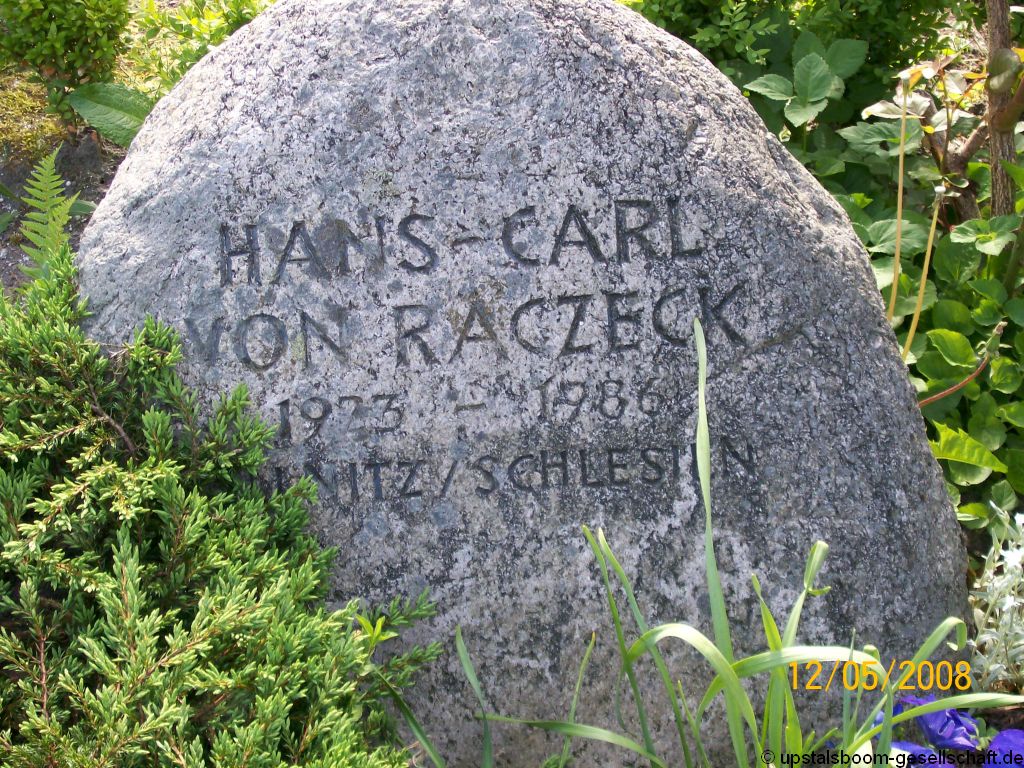 HANS-CARL
VON RACZECK
1923 - 1986
/SCHLESIEN
12/05/2008
© upstalsboom-gesellschaft.de